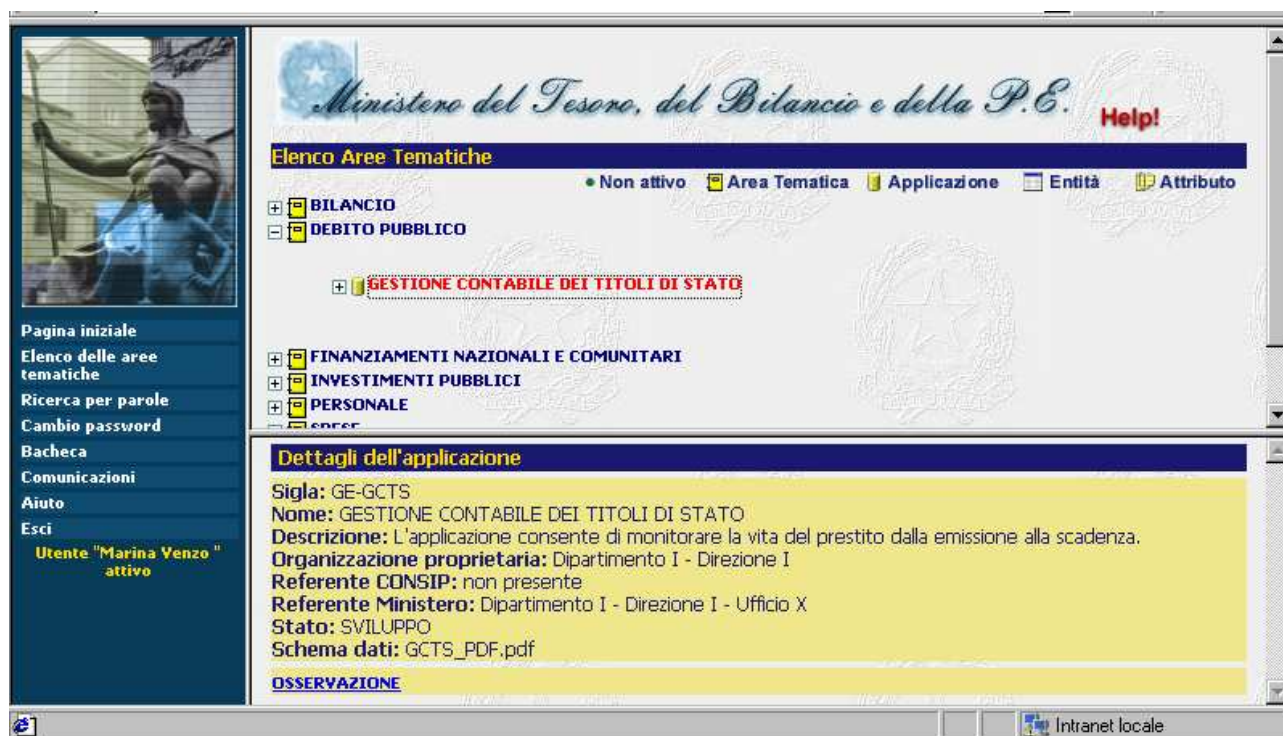 Ministero del Tesoro, del Bilancio e della P.E.
Help!
Elenco Aree Tematiche
Non attivo Area Tematica Applicazione Entità Attributo
BILANCIO
DEBITO PUBBLICO
GESTIONE CONTABILE DEI TITOLI DI STATO
FINANZIAMENTI NAZIONALI E COMUNITARI
INVESTIMENTI PUBBLICI
PERSONALE
SPESE
Pagina iniziale
Elenco delle aree
tematiche
Ricerca per parole
Cambio password
Bacheca
Comunicazioni
Aiuto
Esci
Utente "Marina Venzo "
attivo
Dettagli dell'applicazione
Sigla: GE-GCTS
Nome: GESTIONE CONTABILE DEI TITOLI DI STATO
Descrizione: L'applicazione consente di monitorare la vita del prestito dalla emissione alla scadenza.
Organizzazione proprietaria: Dipartimento I - Direzione I
Referente CONSIP: non presente
Referente Ministero: Dipartimento I - Direzione I - Ufficio X
Stato: SVILUPPO
Schema dati: GCTS_PDF.pdf
OSSERVAZIONE
Intranet locale